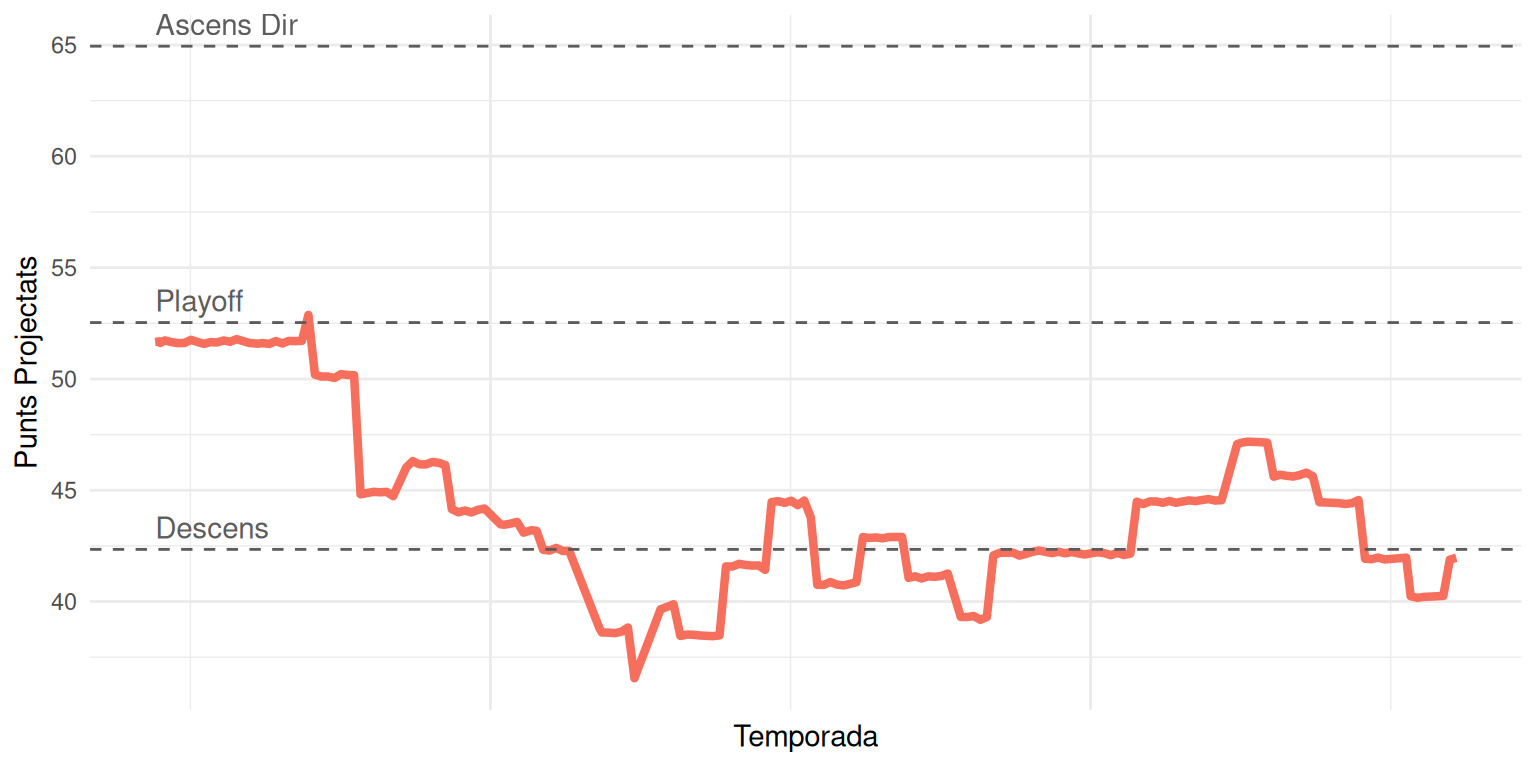 Ascens Dir
65
60
55
Playoff
50
45
Descens
40
Punts Projectats
Temporada